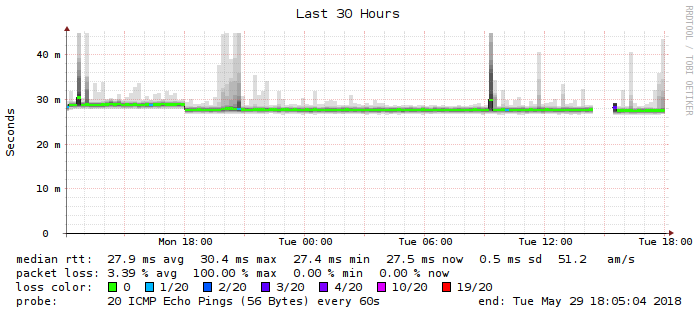 Last 30 Hours
RRDTOOL / TOBI OETIKER
Seconds
40 m
30 m
20 m
10 m
0
Mon 18:00 Tue 00:00 Tue 06:00 Tue 12:00 Tue 18:00
median rtt: 27.9 ms avg 30.4 ms max 27.4 ms min 27.5 ms now 0.5 ms sd 51.2 am/s
packet loss: 3.39 % avg 100.00 % max 0.00 % min 0.00 % now
loss color: 0 1/20 2/20 3/20 4/20 10/20 19/20
probe: 20 ICMP Echo Pings (56 Bytes) every 60s end: Tue May 29 18:05:04 2018